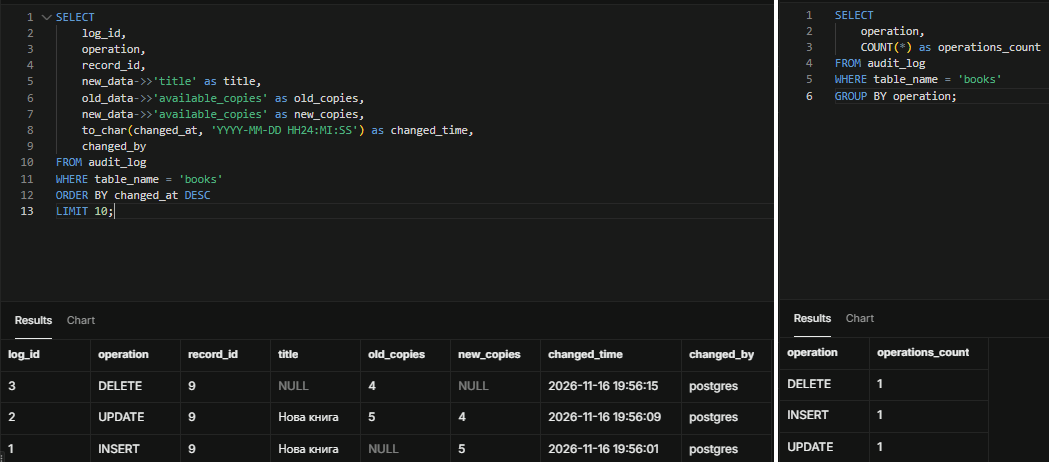 1 SELECT
2 log_id,
3 operation,
4 record_id,
5 new_data->>'title' as title,
6 old_data->>'available_copies' as old_copies,
7 new_data->>'available_copies' as new_copies,
8 to_char(changed_at, 'YYYY-MM-DD HH24:MI:SS') as changed_time,
9 changed_by
10 FROM audit_log
11 WHERE table_name = 'books'
12 ORDER BY changed_at DESC
13 LIMIT 10;
Results Chart
log_id operation record_id title old_copies new_copies changed_time changed_by
3 DELETE 9 NULL 4 NULL 2026-11-16 19:56:15 postgres
2 UPDATE 9 Нова книга 5 4 2026-11-16 19:56:09 postgres
1 INSERT 9 Нова книга NULL 5 2026-11-16 19:56:01 postgres
1 SELECT
2 operation,
3 COUNT(*) as operations_count
4 FROM audit_log
5 WHERE table_name = 'books'
6 GROUP BY operation;
Results Chart
operation operations_count
DELETE 1
INSERT 1
UPDATE 1